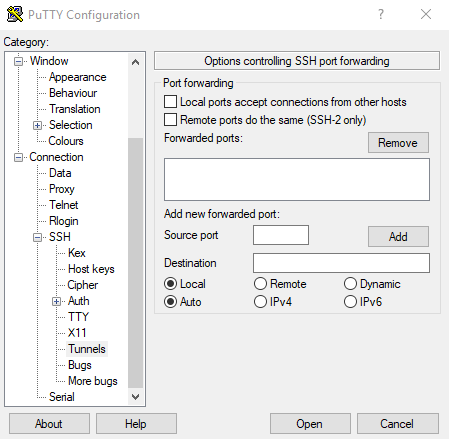 PuTTY Configuration
Category:
Window
Appearance
Behaviour
Translation
Selection
Colours
Connection
Data
Proxy
Telnet
Rlogin
SSH
Kex
Host keys
Cipher
Auth
TTY
X11
Tunnels
Bugs
More bugs
Serial
Options controlling SSH port forwarding
Port forwarding
Local ports accept connections from other hosts
Remote ports do the same (SSH-2 only)
Forwarded ports: Remove
Add new forwarded port:
Source port Add
Destination
Local Remote Dynamic
Auto IPv4 IPv6
About Help Open Cancel